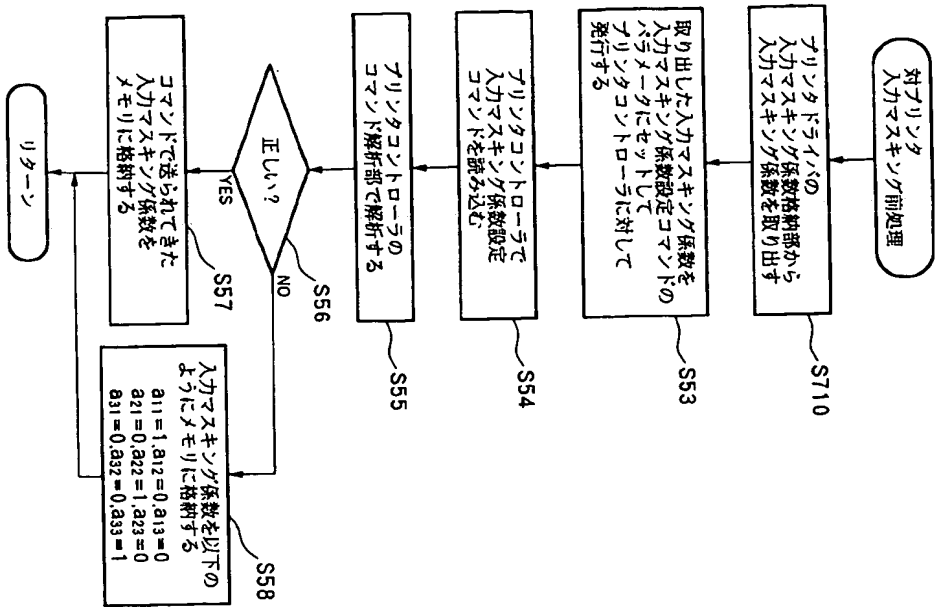 対プリンタ
入力マスキング前処理
プリンタドライバの
入力マスキング係数格納部から
入力マスキング係数を取り出す
S710
取り出した入力マスキング係数を
入力マスキング係数設定コマンドの
パラメータにセットして
プリンタコントローラに対して
発行する
S53
プリンタコントローラで
入力マスキング係数設定
コマンドを読み込む
S54
プリンタコントローラの
コマンド解析部で解析する
S55
正しい?
S56
YES
NO
コマンドで送られてきた
入力マスキング係数を
メモリに格納する
S57
入力マスキング係数を以下の
ようにメモリに格納する
a11=1,a12=0,a13=0
a21=0,a22=1,a23=0
a31=0,a32=0,a33=1
S58
リターン